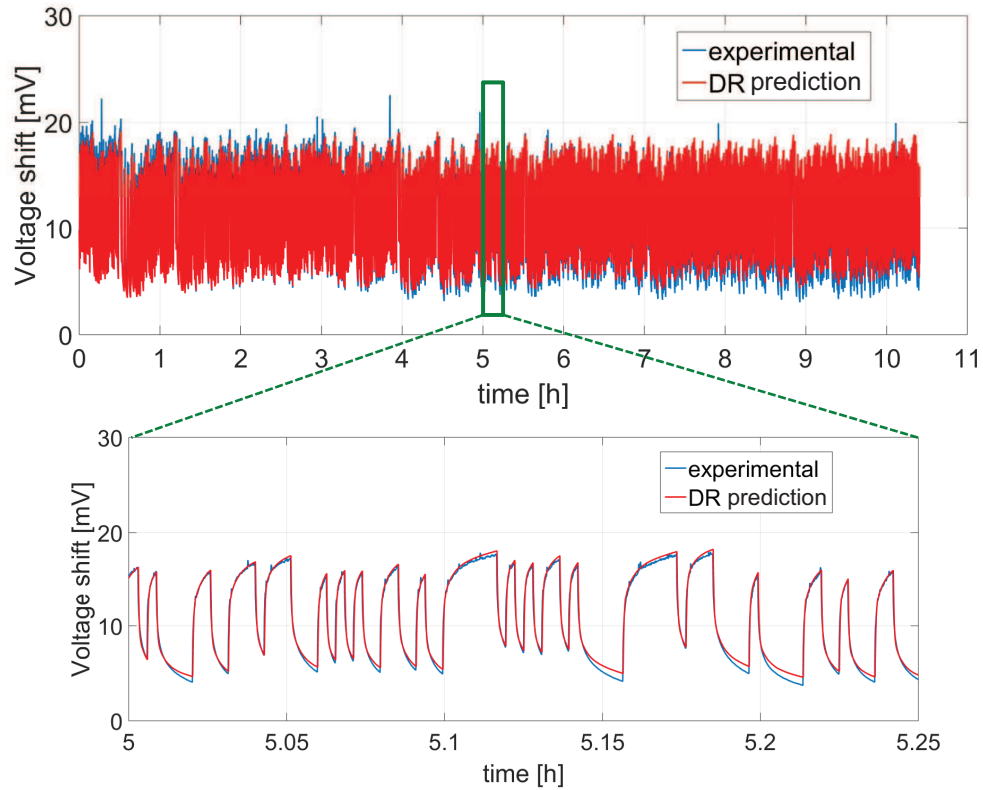 30
20
10
0
Voltage shift [mV]
experimental
DR prediction
0 1 2 3 4 5 6 7 8 9 10 11
time [h]
30
20
10
0
Voltage shift [mV]
experimental
DR prediction
5 5.05 5.1 5.15 5.2 5.25
time [h]